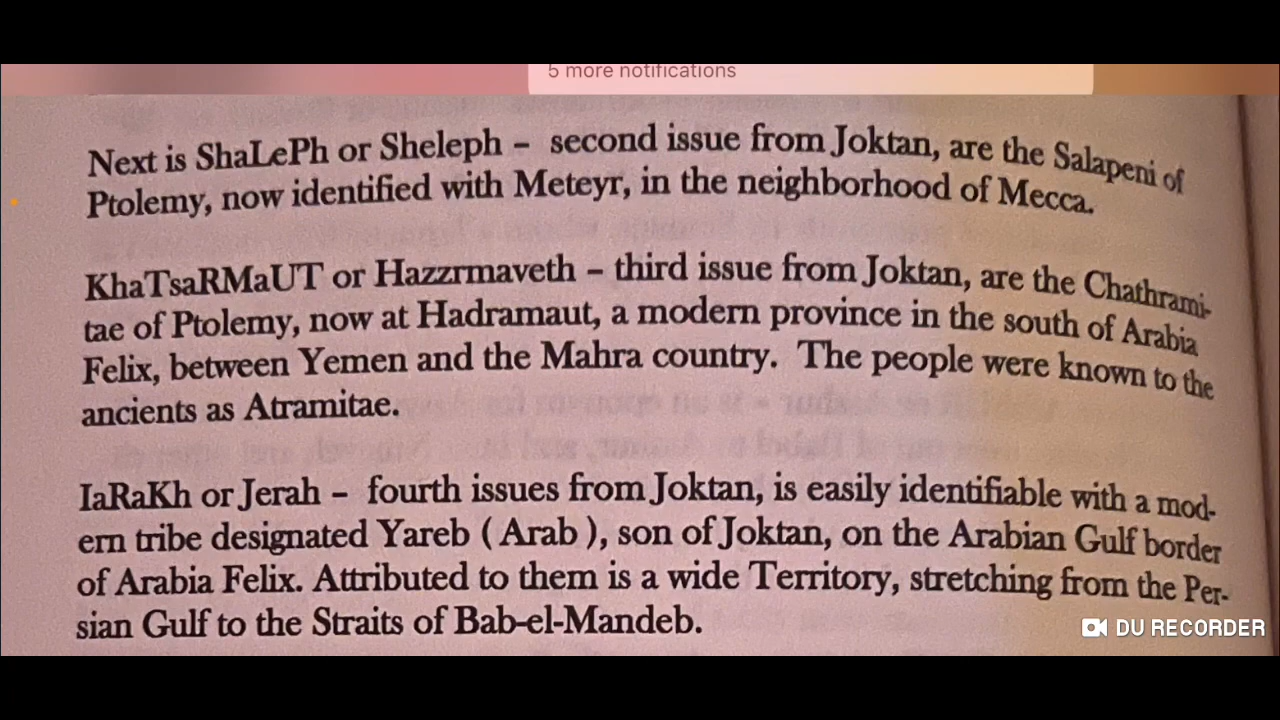 5 more notifications
Next is ShaLePh or Sheleph – second issue from Joktan, are the Salapeni of
Ptolemy, now identified with Meteyr, in the neighborhood of Mecca.
KhaTsaRMaUT or Hazzrmaveth – third issue from Joktan, are the Chathrami-
tae of Ptolemy, now at Hadramaut, a modern province in the south of Arabia
Felix, between Yemen and the Mahra country. The people were known to the
ancients as Atramitae.
IaRaKh or Jerah – fourth issues from Joktan, is easily identifiable with a mod-
ern tribe designated Yareb ( Arab ), son of Joktan, on the Arabian Gulf border
of Arabia Felix. Attributed to them is a wide Territory, stretching from the Per-
sian Gulf to the Straits of Bab-el-Mandeb.
DU RECORDER